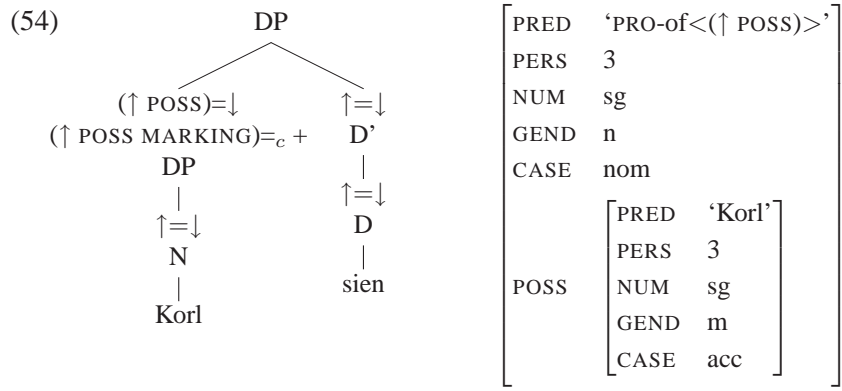 (54) DP [PRED ‘PRO-of<(↑ POSS)>’
PERS 3
(↑ POSS)=↓ ↑=↓ NUM sg
(↑ POSS MARKING)=c + D’ GEND n
DP ↑=↓ CASE nom
↑=↓ D POSS [PRED ‘Korl’
N sien PERS 3
Korl NUM sg
GEND m
CASE acc]]